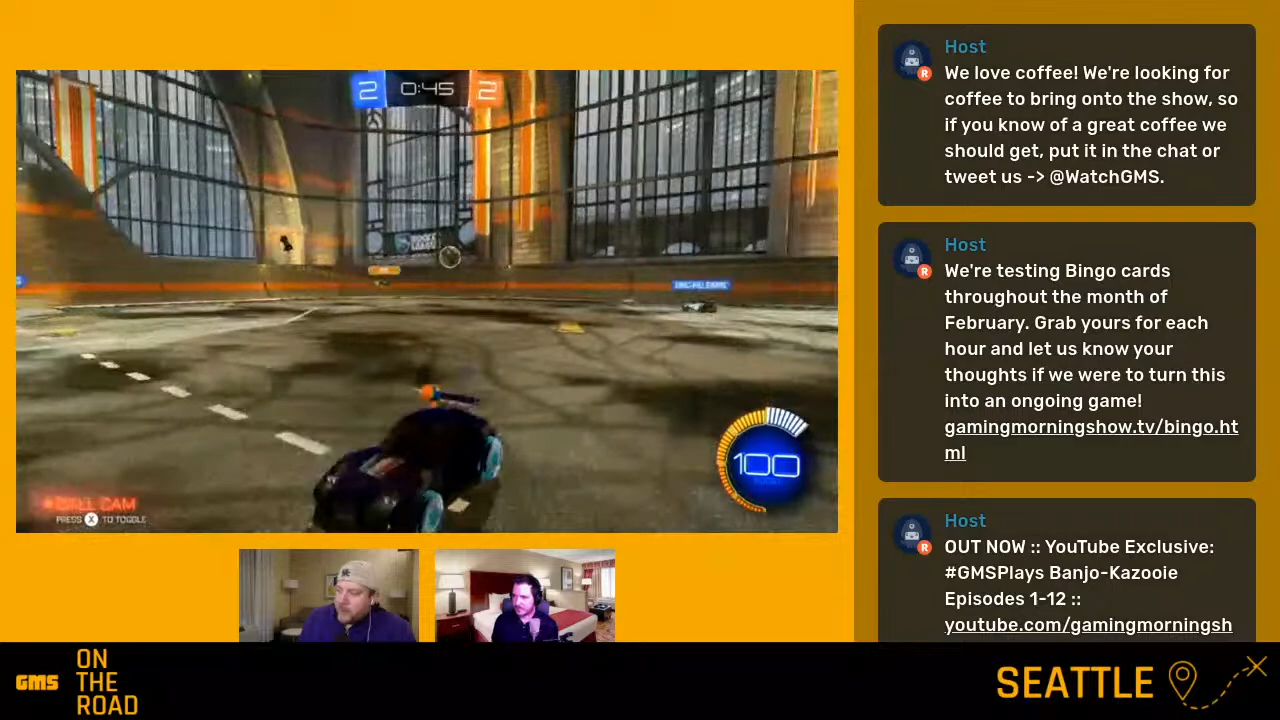 2 0:45 2
ROCKET
LEAGUE
100
BOOST
BALL CAM
PRESS X TO TOGGLE
Host
We love coffee! We're looking for
coffee to bring onto the show, so
if you know of a great coffee we
should get, put it in the chat or
tweet us -> @WatchGMS.
Host
We're testing Bingo cards
throughout the month of
February. Grab yours for each
hour and let us know your
thoughts if we were to turn this
into an ongoing game!
gamingmorningshow.tv/bingo.ht
ml
Host
OUT NOW :: YouTube Exclusive:
#GMSPlays Banjo-Kazooie
Episodes 1-12 ::
youtube.com/gamingmorningsh
GMS
ON
THE
ROAD
SEATTLE